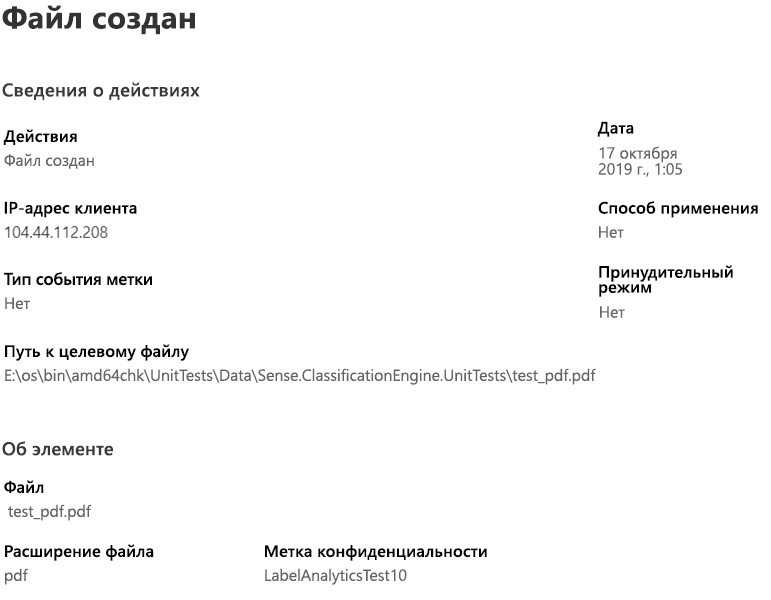 Файл создан
Сведения о действиях
Действия
Файл создан
Дата
17 октября
2019 г., 1:05
IP-адрес клиента
104.44.112.208
Способ применения
Нет
Тип события метки
Нет
Принудительный
режим
Нет
Путь к целевому файлу
E:\os\bin\amd64chk\UnitTests\Data\Sense.ClassificationEngine.UnitTests\test_pdf.pdf
Об элементе
Файл
test_pdf.pdf
Расширение файла
pdf
Метка конфиденциальности
LabelAnalyticsTest10